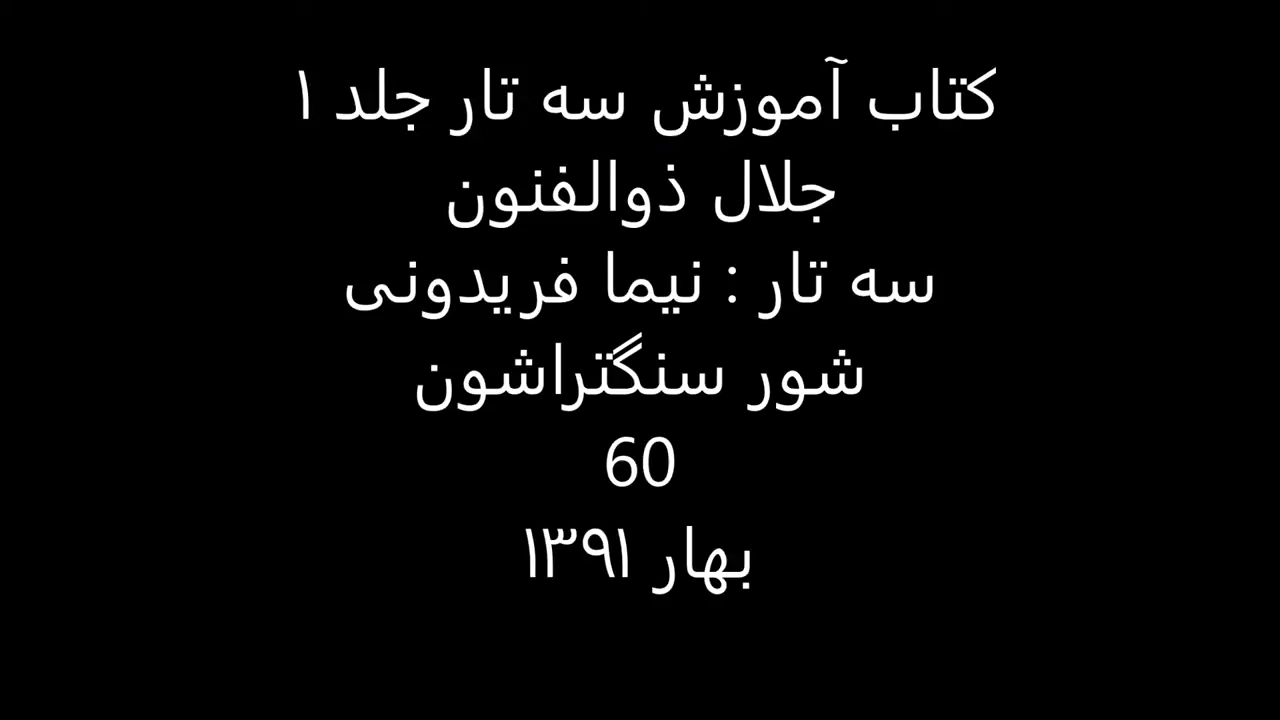 کتاب آموزش سه تار جلد ۱
جلال ذوالفنون
سه تار : نیما فریدونی
شور سنگتراشون
60
بهار ۱۳۹۱